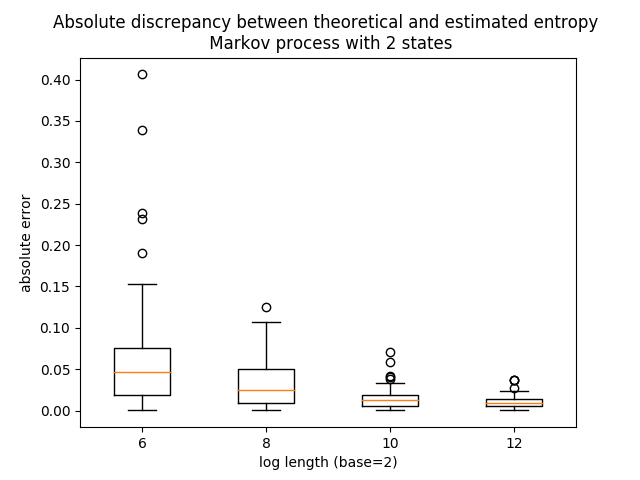 Absolute discrepancy between theoretical and estimated entropy
Markov process with 2 states
0.40
0.35
0.30
0.25
0.20
0.15
0.10
0.05
0.00
absolute error
6 8 10 12
log length (base=2)